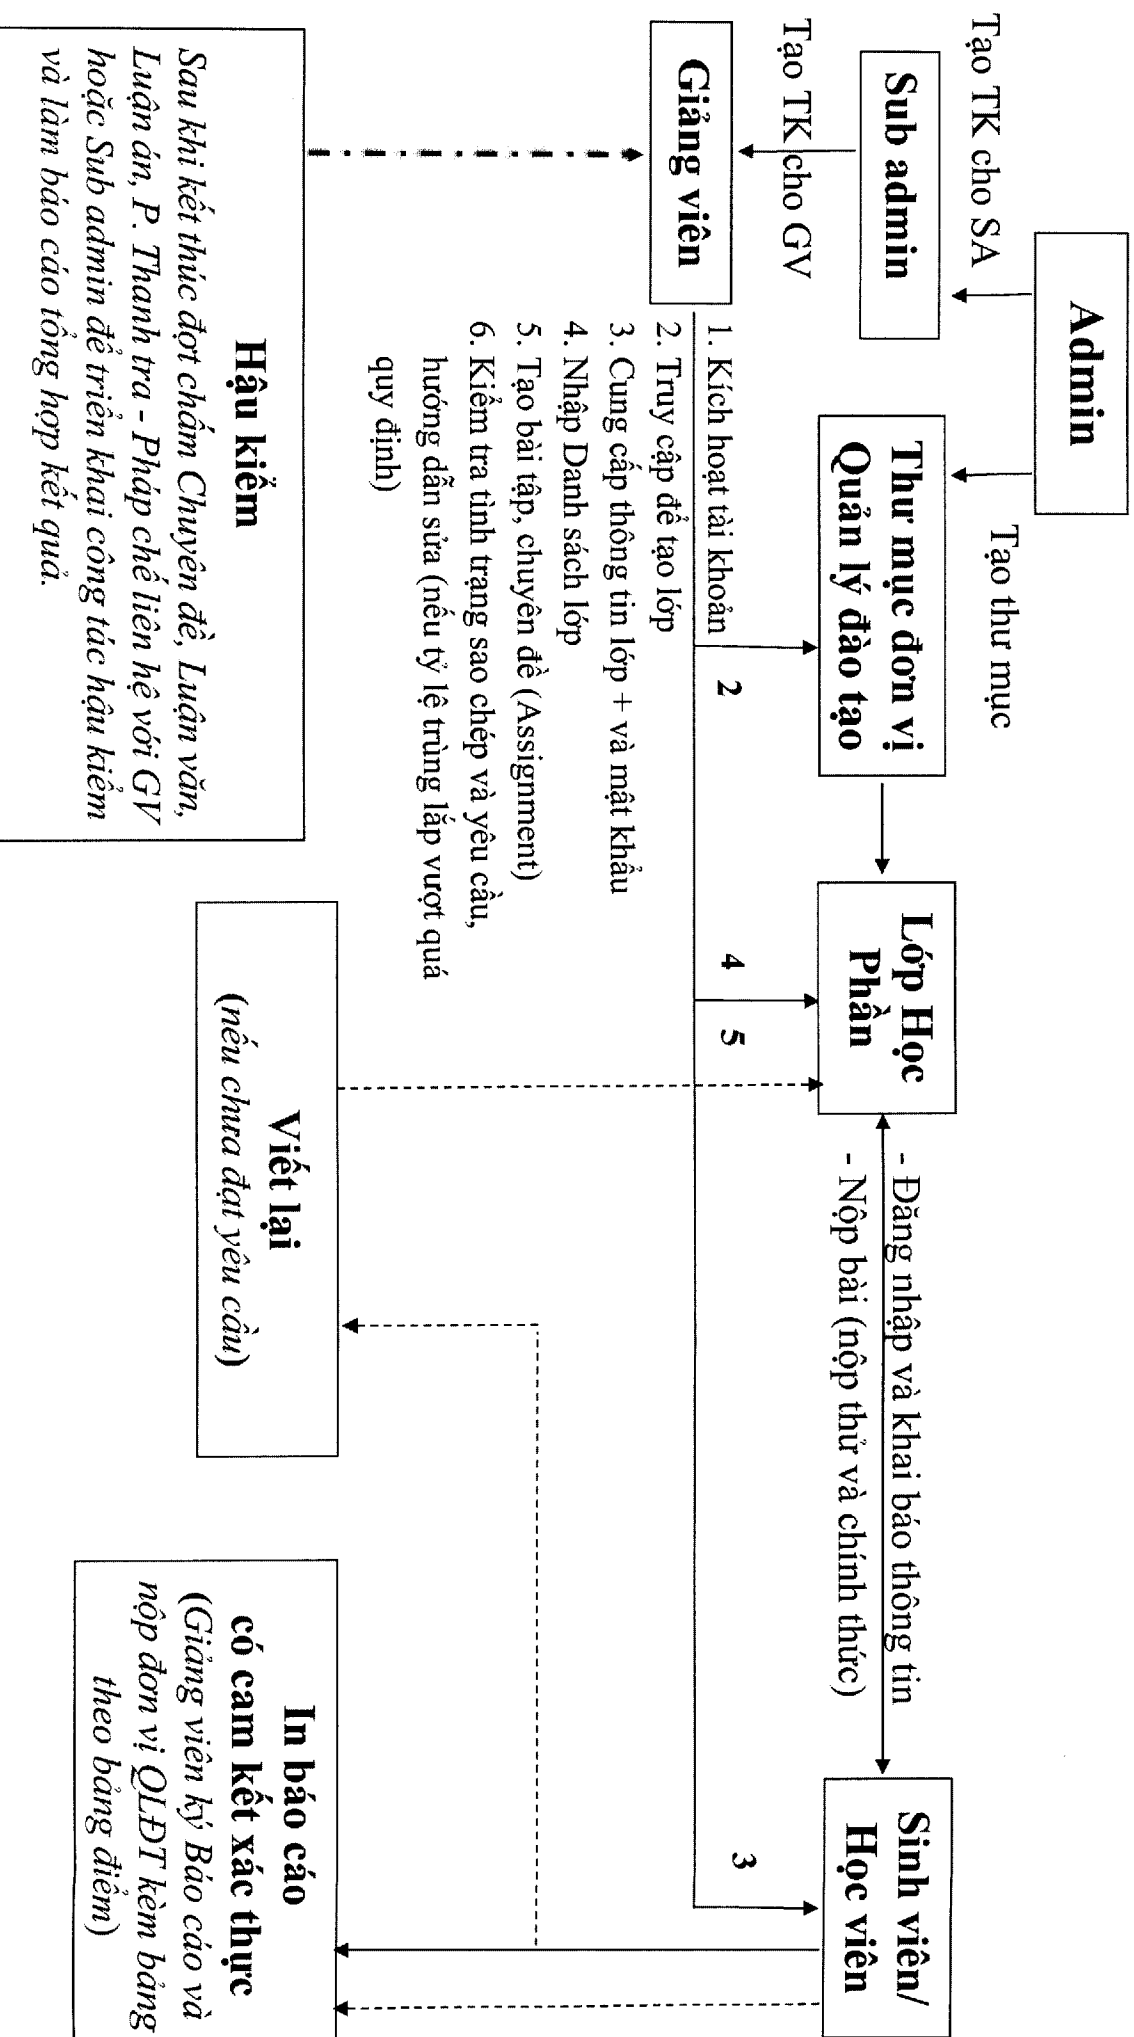 Admin
Tạo TK cho SA
Tạo thư mục
Sub admin
Thư mục đơn vị
Quản lý đào tạo
Lớp Học
Phần
- Đăng nhập và khai báo thông tin
- Nộp bài (nộp thử và chính thức)
Sinh viên/
Học viên
Tạo TK cho GV
Giảng viên
1. Kích hoạt tài khoản
2. Truy cập để tạo lớp
3. Cung cấp thông tin lớp + và mật khẩu
4. Nhập Danh sách lớp
5. Tạo bài tập, chuyên đề (Assignment)
6. Kiểm tra tình trạng sao chép và yêu cầu,
hướng dẫn sửa (nếu tỷ lệ trùng lắp vượt quá
quy định)
2
4
5
3
Hậu kiểm
Sau khi kết thúc đợt chấm Chuyên đề, Luận văn,
Luận án, P. Thanh tra - Pháp chế liên hệ với GV
hoặc Sub admin để triển khai công tác hậu kiểm
và làm báo cáo tổng hợp kết quả.
Viết lại
(nếu chưa đạt yêu cầu)
In báo cáo
có cam kết xác thực
(Giảng viên ký Báo cáo và
nộp đơn vị QLĐT kèm bảng
theo bảng điểm)